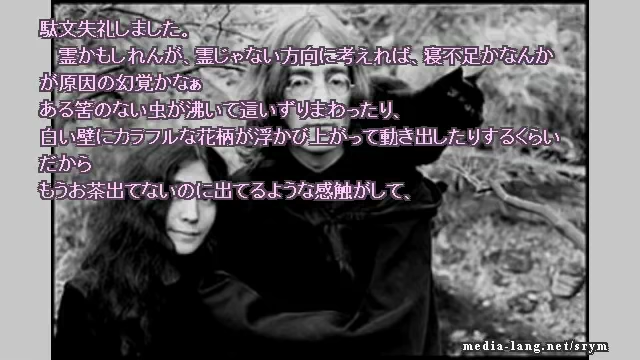 駄文失礼しました。
霊かもしれんが、霊じゃない方向に考えれば、寝不足かなんか
が原因の幻覚かなぁ
ある筈のない虫が沸いて這いずりまわったり、
白い壁にカラフルな花柄が浮かび上がって動き出したりするくらい
だから
もうお茶出てないのに出てるような感触がして、
media-lang.net/srym